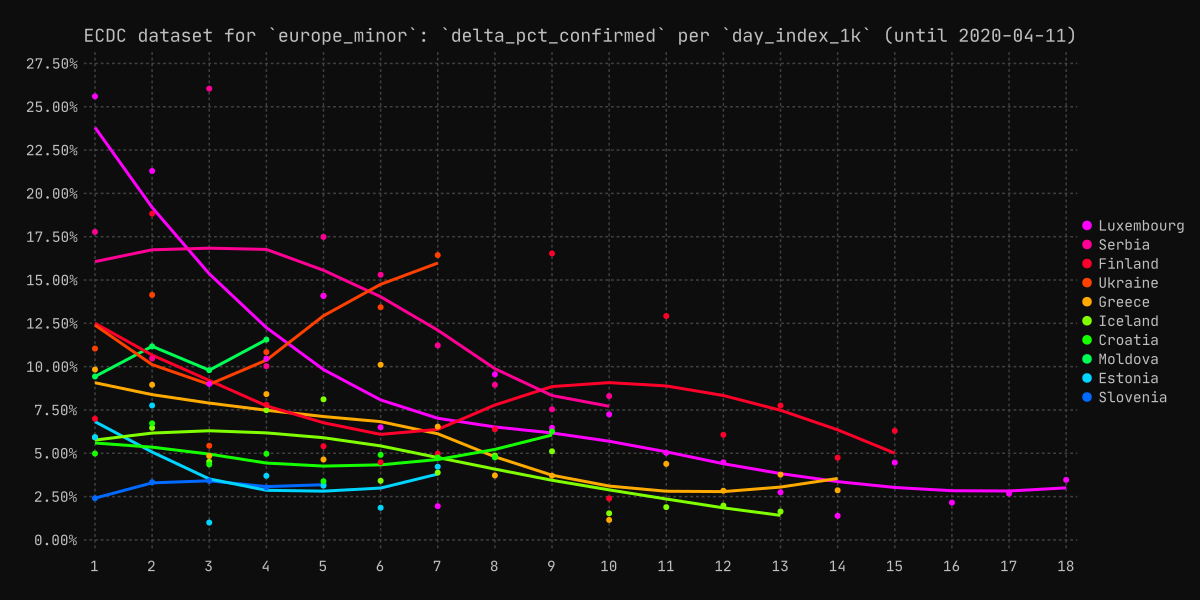 ECDC dataset for `europe_minor`: `delta_pct_confirmed` per `day_index_1k` (until 2020-04-11)
27.50%
25.00%
22.50%
20.00%
17.50%
15.00%
12.50%
10.00%
7.50%
5.00%
2.50%
0.00%
1 2 3 4 5 6 7 8 9 10 11 12 13 14 15 16 17 18
Luxembourg
Serbia
Finland
Ukraine
Greece
Iceland
Croatia
Moldova
Estonia
Slovenia